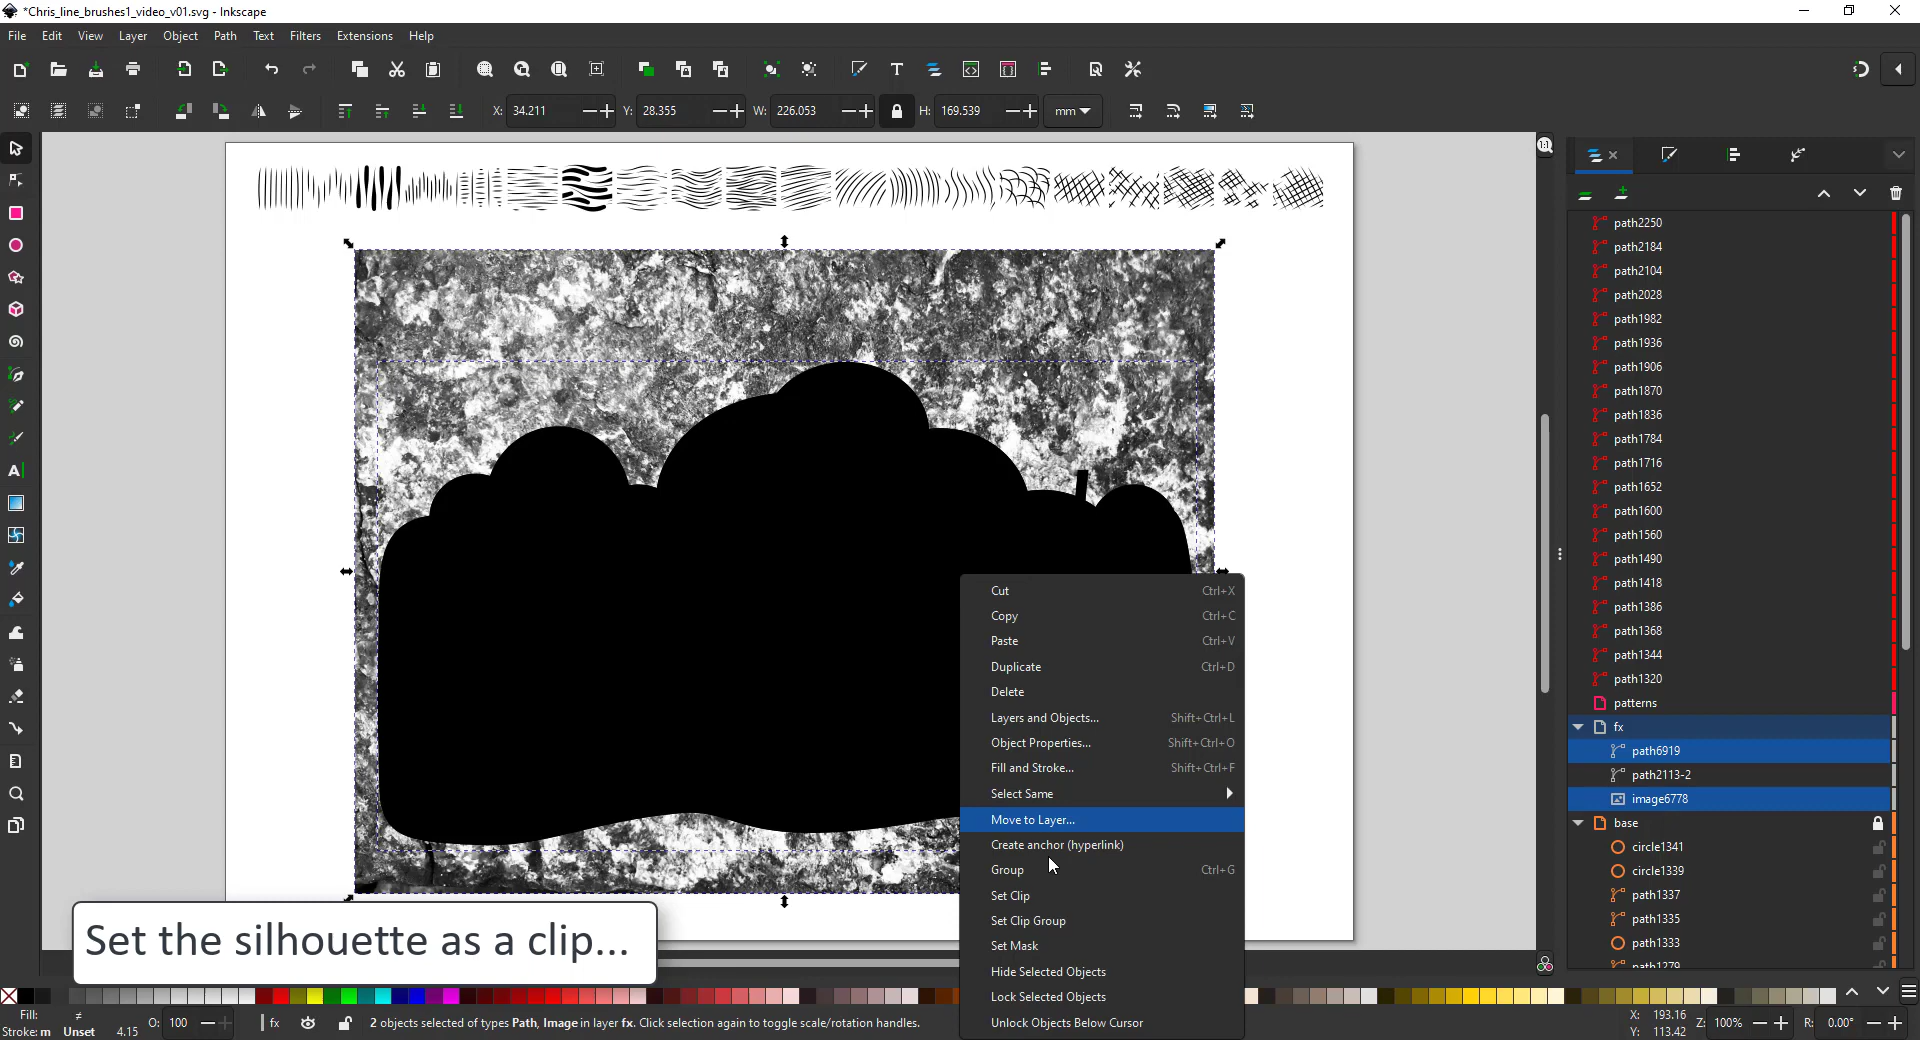 *Chris_line_brushes1_video_v01.svg - Inkscape
File Edit View Layer Object Path Text Filters Extensions Help
X: 34.211 Y: 28.355 W: 226.053 H: 169.539 mm
path2250
path2184
path2104
path2028
path1982
path1936
path1906
path1870
path1836
path1784
path1716
path1652
path1600
path1560
path1490
path1418
path1386
path1368
path1344
path1320
patterns
fx
path6919
path2113-2
image6778
base
circle1341
circle1339
path1337
path1335
path1333
path1279
Cut Ctrl+X
Copy Ctrl+C
Paste Ctrl+V
Duplicate Ctrl+D
Delete
Layers and Objects... Shift+Ctrl+L
Object Properties... Shift+Ctrl+O
Fill and Stroke... Shift+Ctrl+F
Select Same
Move to Layer...
Create anchor (hyperlink)
Group Ctrl+G
Set Clip
Set Clip Group
Set Mask
Hide Selected Objects
Lock Selected Objects
Unlock Objects Below Cursor
Set the silhouette as a clip...
Fill: ≠
Stroke: m Unset 4.15 O: 100 fx 2 objects selected of types Path, Image in layer fx. Click selection again to toggle scale/rotation handles.
X: 193.16
Y: 113.42 Z: 100% R: 0.00°